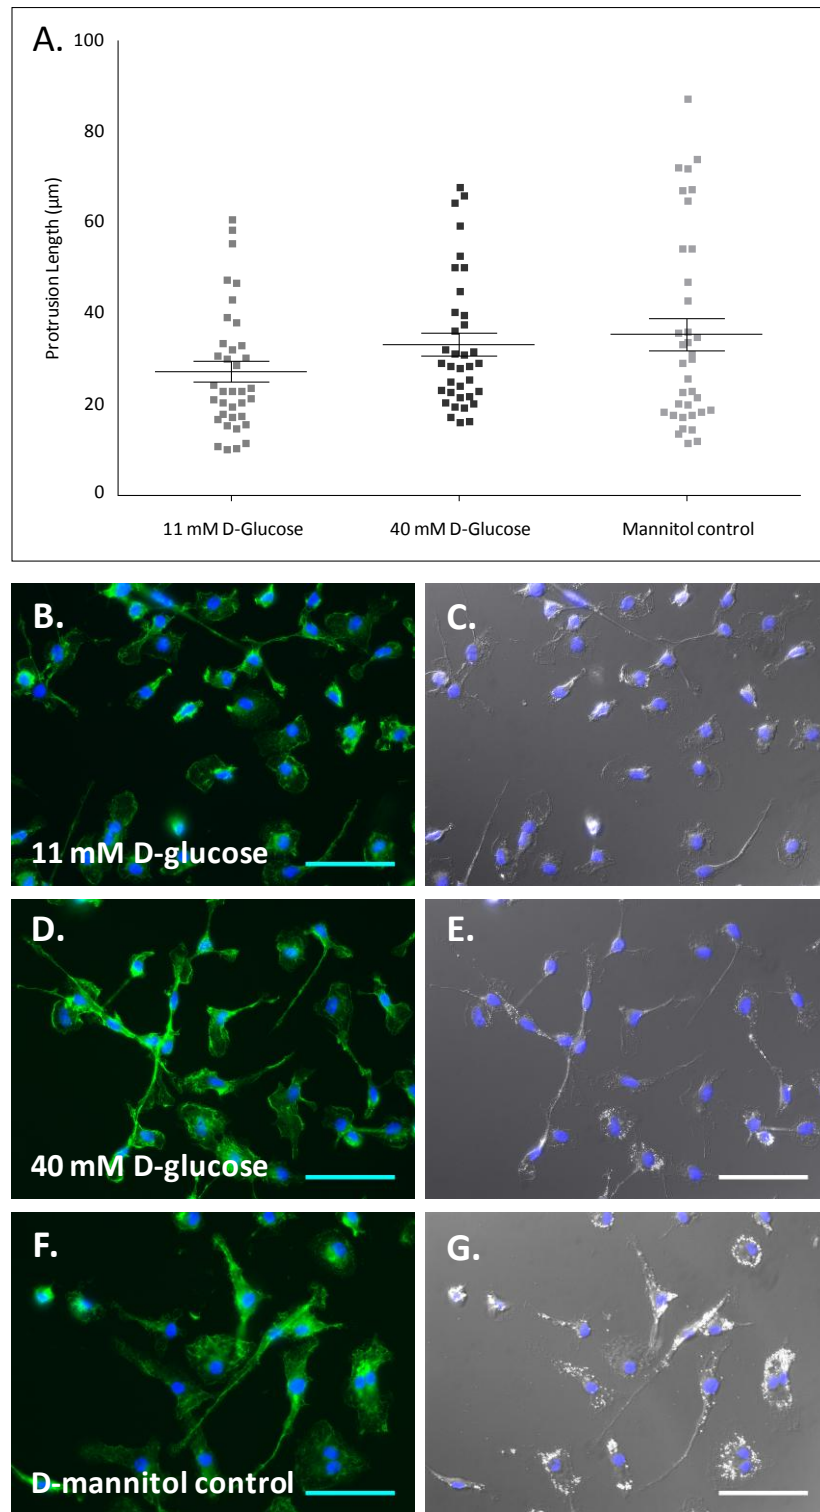 A.
100
80
60
40
20
0
Protrusion Length (µm)
11 mM D-Glucose
40 mM D-Glucose
Mannitol control
B.
11 mM D-glucose
C.
D.
40 mM D-glucose
E.
F.
D-mannitol control
G.